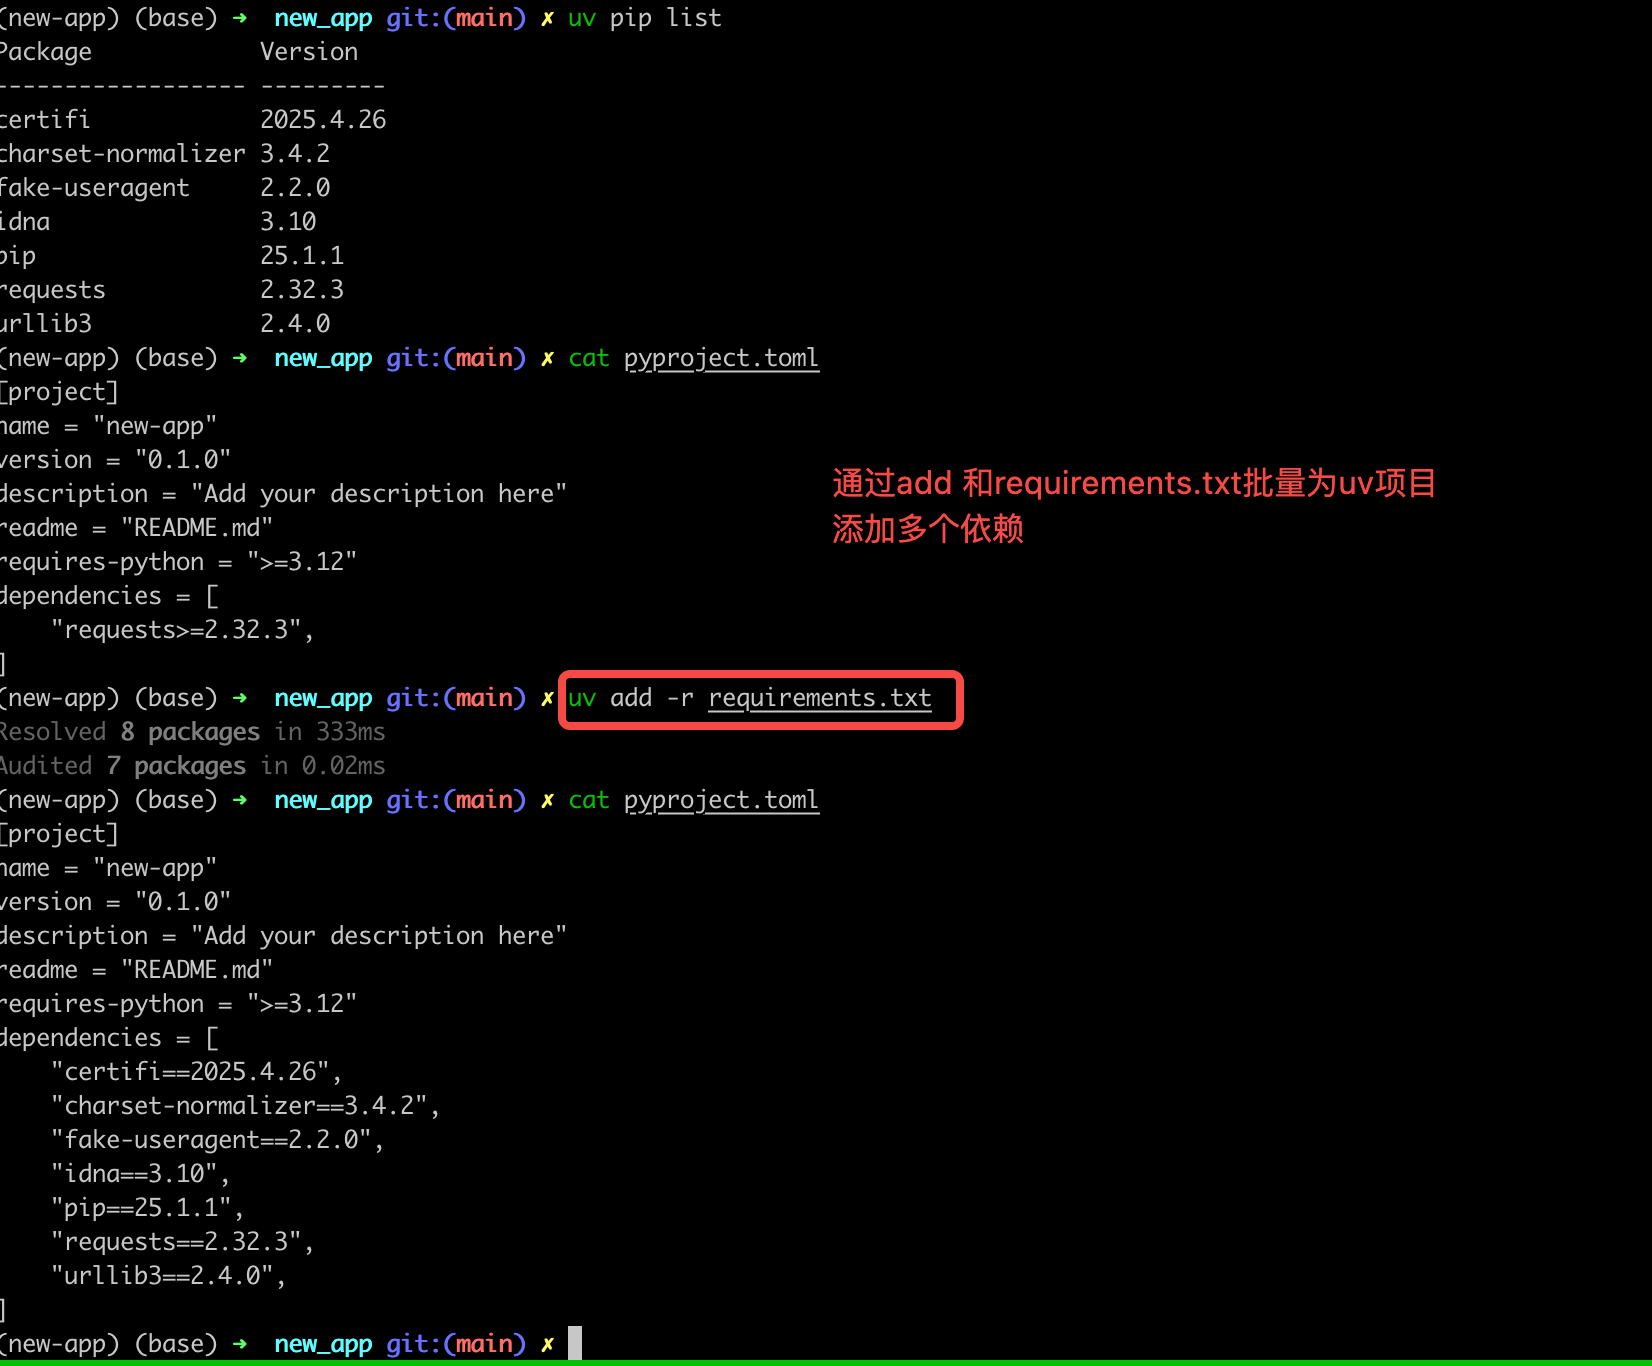 (new-app) (base) ➜  new_app git:(main) ✗ uv pip list
Package            Version
------------------ ---------
certifi            2025.4.26
charset-normalizer 3.4.2
fake-useragent     2.2.0
idna               3.10
pip                25.1.1
requests           2.32.3
urllib3            2.4.0
(new-app) (base) ➜  new_app git:(main) ✗ cat pyproject.toml
[project]
name = "new-app"
version = "0.1.0"
description = "Add your description here"
readme = "README.md"
requires-python = ">=3.12"
dependencies = [
    "requests>=2.32.3",
]
通过add 和requirements.txt批量为uv项目
添加多个依赖
(new-app) (base) ➜  new_app git:(main) ✗ uv add -r requirements.txt
Resolved 8 packages in 333ms
Audited 7 packages in 0.02ms
(new-app) (base) ➜  new_app git:(main) ✗ cat pyproject.toml
[project]
name = "new-app"
version = "0.1.0"
description = "Add your description here"
readme = "README.md"
requires-python = ">=3.12"
dependencies = [
    "certifi==2025.4.26",
    "charset-normalizer==3.4.2",
    "fake-useragent==2.2.0",
    "idna==3.10",
    "pip==25.1.1",
    "requests==2.32.3",
    "urllib3==2.4.0",
]
(new-app) (base) ➜  new_app git:(main) ✗